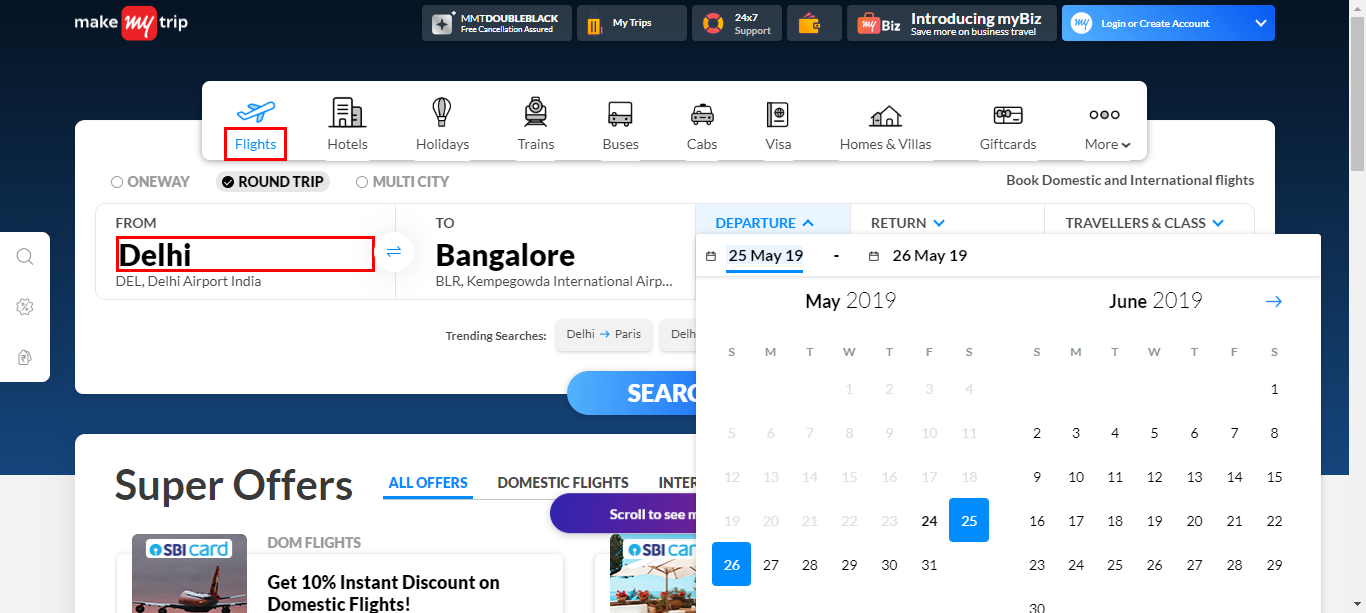 make my trip
MMTDOUBLEBLACK
Free Cancellation Assured
My Trips
24x7
Support
my Biz
Introducing myBiz
Save more on business travel
my
Login or Create Account
Flights Hotels Holidays Trains Buses Cabs Visa Homes & Villas Giftcards More
ONEWAY ROUND TRIP MULTI CITY
Book Domestic and International flights
FROM
Delhi
DEL, Delhi Airport India
TO
Bangalore
BLR, Kempegowda International Airp...
DEPARTURE RETURN TRAVELLERS & CLASS
25 May 19 - 26 May 19
May 2019
S M T W T F S
1 2 3 4
5 6 7 8 9 10 11
12 13 14 15 16 17 18
19 20 21 22 23 24 25
26 27 28 29 30 31
June 2019
S M T W T F S
1
2 3 4 5 6 7 8
9 10 11 12 13 14 15
16 17 18 19 20 21 22
23 24 25 26 27 28 29
30
Trending Searches: Delhi → Paris Delh
SEARC
Super Offers
ALL OFFERS DOMESTIC FLIGHTS INTER
Scroll to see m
SBI card
DOM FLIGHTS
Get 10% Instant Discount on
Domestic Flights!
SBI car